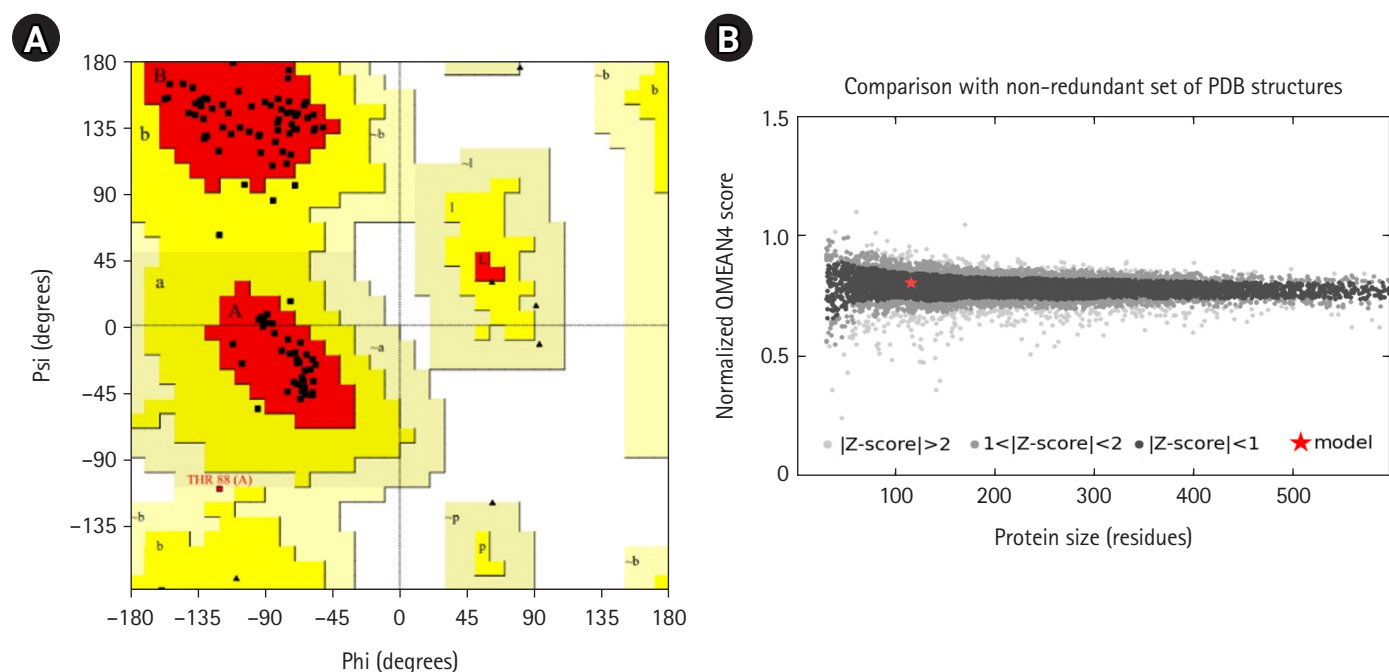 A
180
135
90
45
0
−45
−90
−135
Psi (degrees)
B
b
~b
~b
b
~l
l
L
a
A
~a
THR 88 (A)
~b
b
~p
p
~b
−180 −135 −90 −45 0 45 90 135 180
Phi (degrees)
B
Comparison with non-redundant set of PDB structures
1.5
1.0
0.5
0
Normalized QMEAN4 score
|Z-score|>2 1<|Z-score|<2 |Z-score|<1 model
100 200 300 400 500
Protein size (residues)